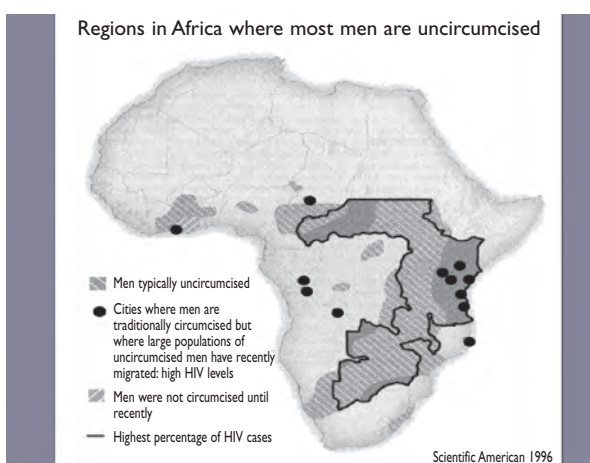 Regions in Africa where most men are uncircumcised
Men typically uncircumcised
Cities where men are
traditionally circumcised but
where large populations of
uncircumcised men have recently
migrated: high HIV levels
Men were not circumcised until
recently
Highest percentage of HIV cases
Scientific American 1996